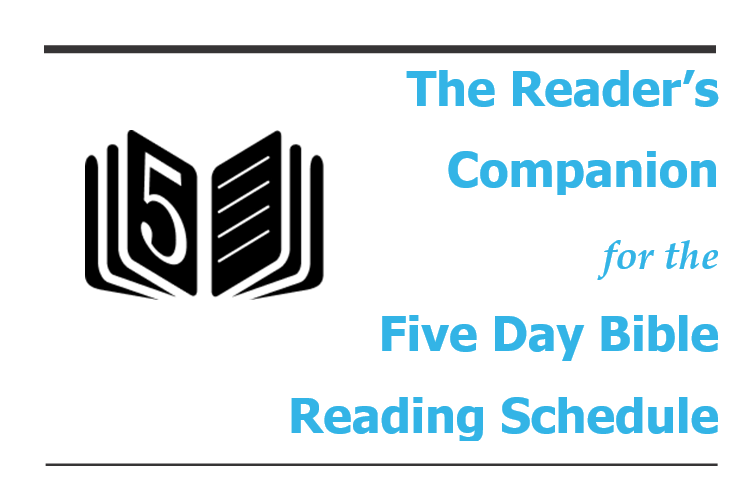 The Reader’s
Companion
for the
Five Day Bible
Reading Schedule
5